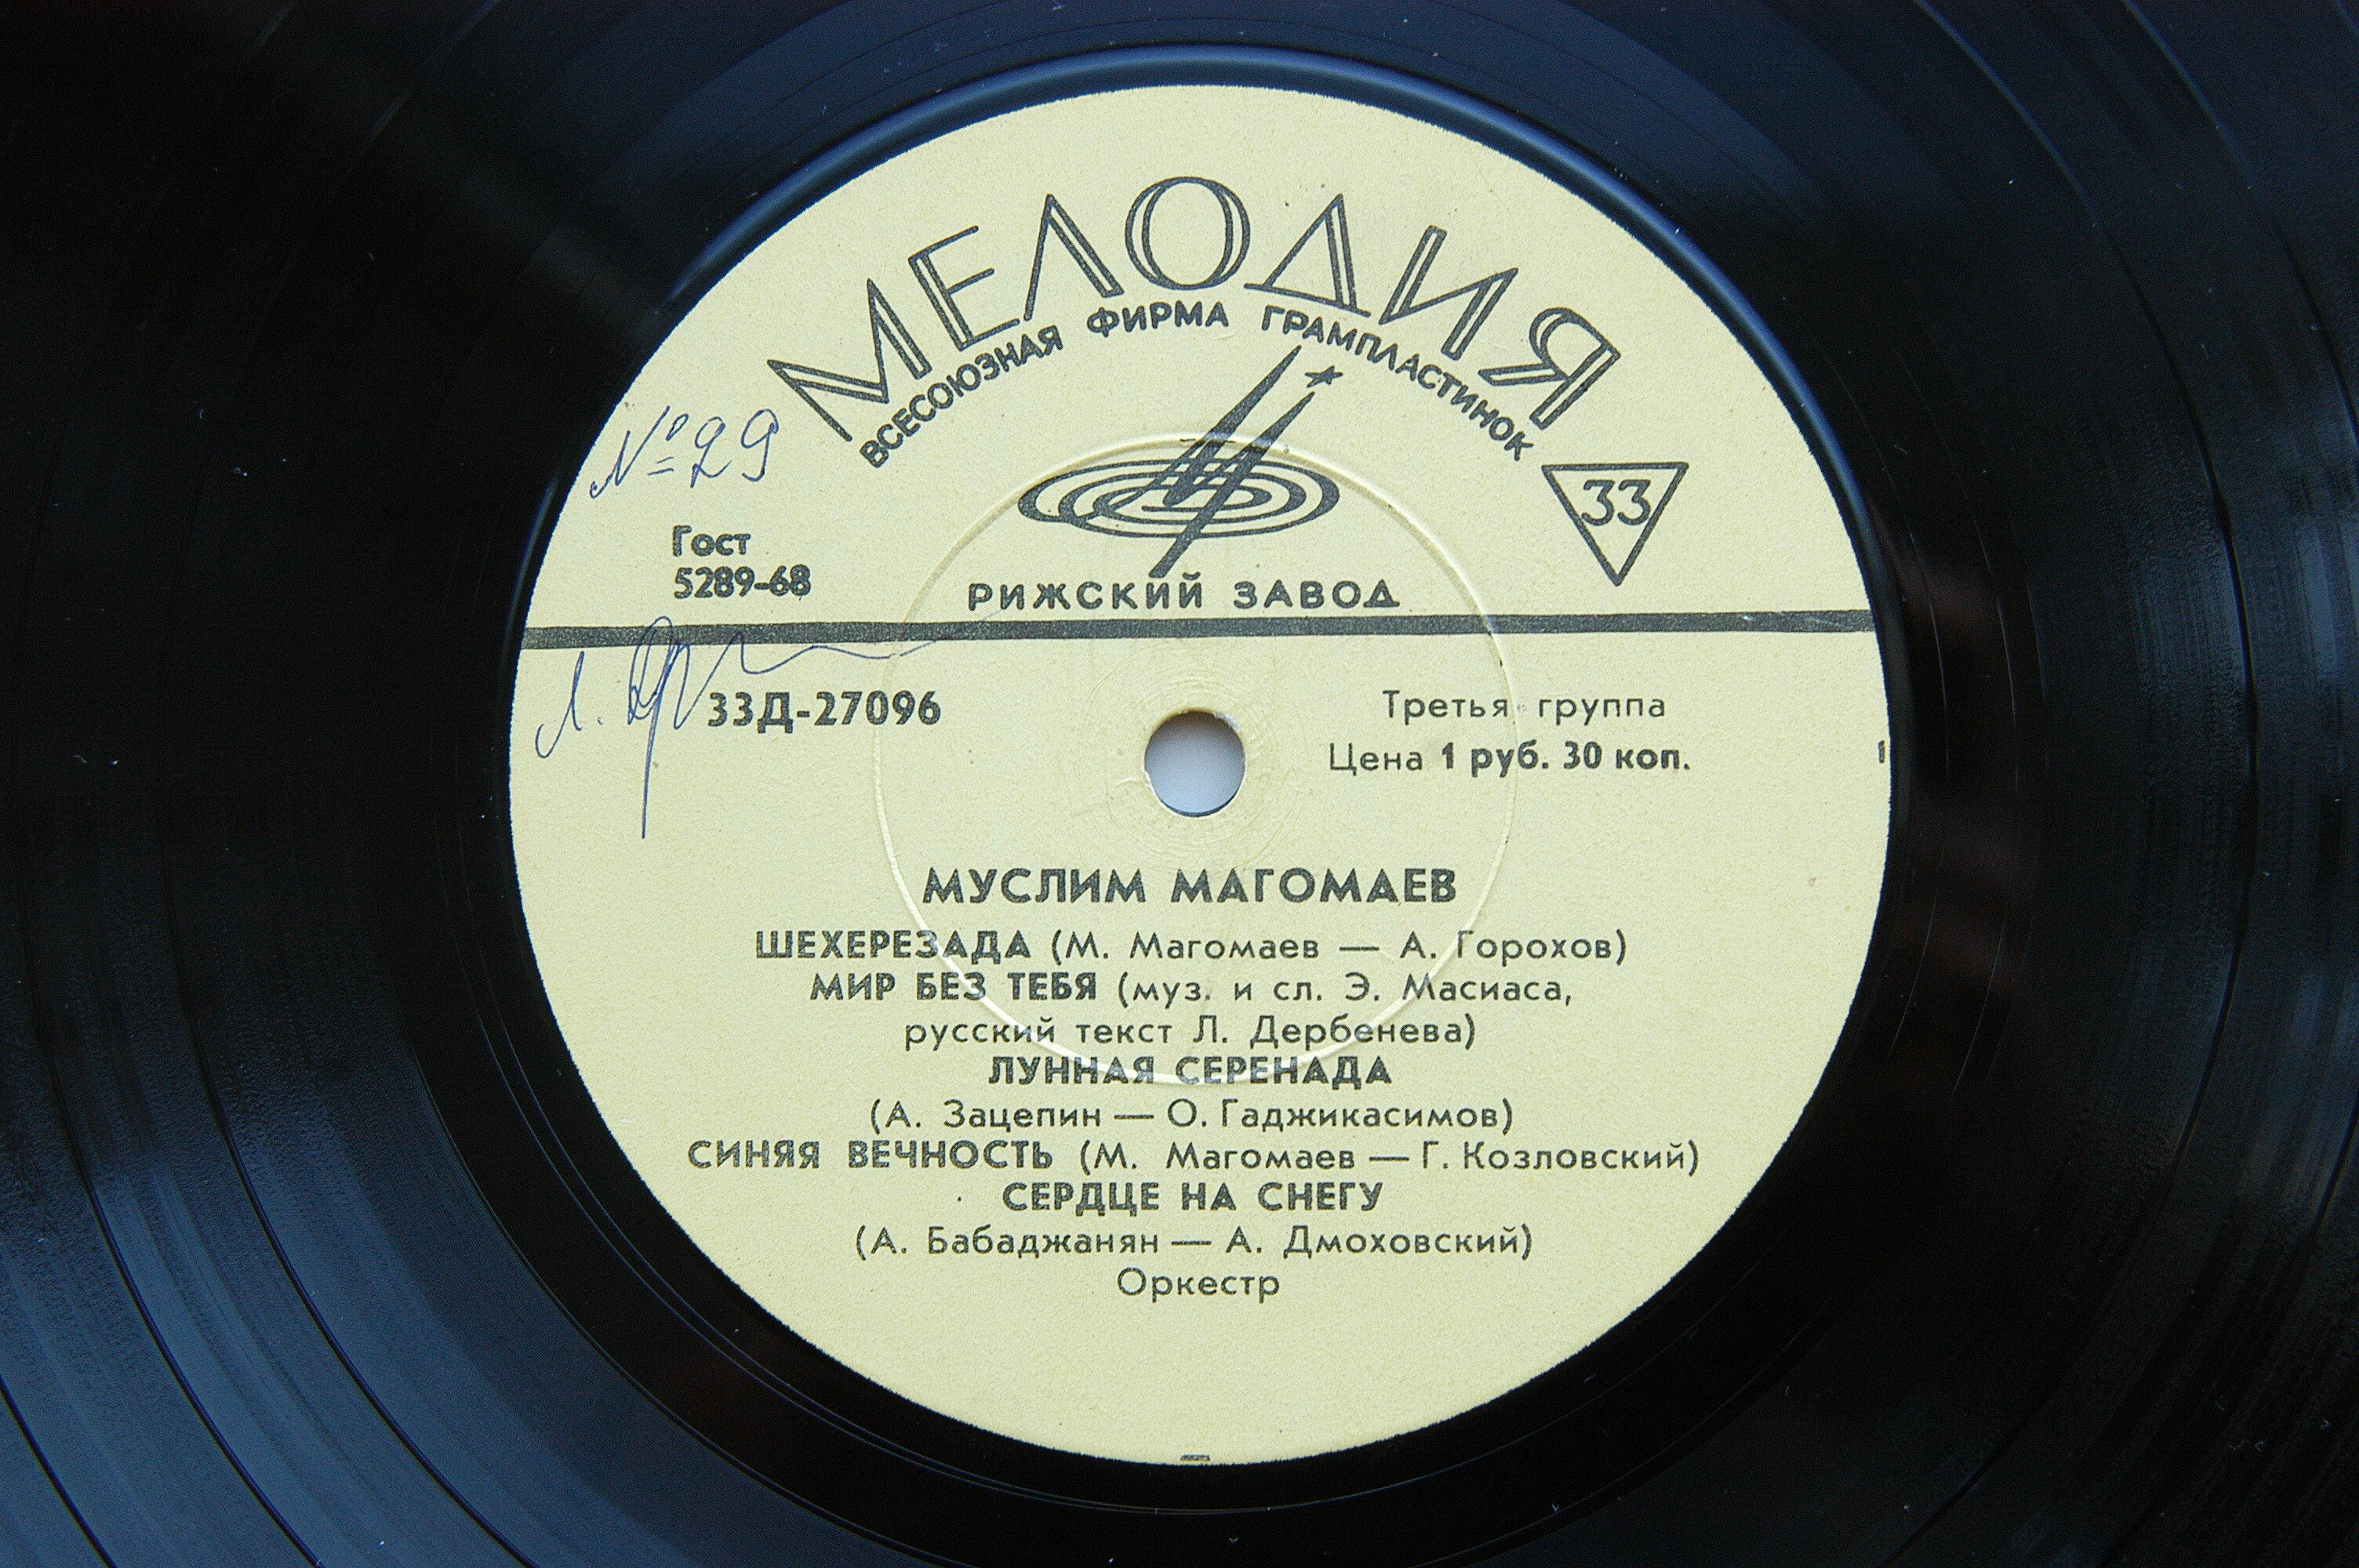 МЕЛОДИЯ
ВСЕСОЮЗНАЯ ФИРМА ГРАМПЛАСТИНОК
№ 29
33
Гост
5289-68
РИЖСКИЙ ЗАВОД
33Д-27096
Третья группа
Цена 1 руб. 30 коп.
МУСЛИМ МАГОМАЕВ
ШЕХЕРЕЗАДА (М. Магомаев — А. Горохов)
МИР БЕЗ ТЕБЯ (муз. и сл. Э. Масиаса,
русский текст Л. Дербенева)
ЛУННАЯ СЕРЕНАДА
(А. Зацепин — О. Гаджикасимов)
СИНЯЯ ВЕЧНОСТЬ (М. Магомаев — Г. Козловский)
СЕРДЦЕ НА СНЕГУ
(А. Бабаджанян — А. Дмоховский)
Оркестр